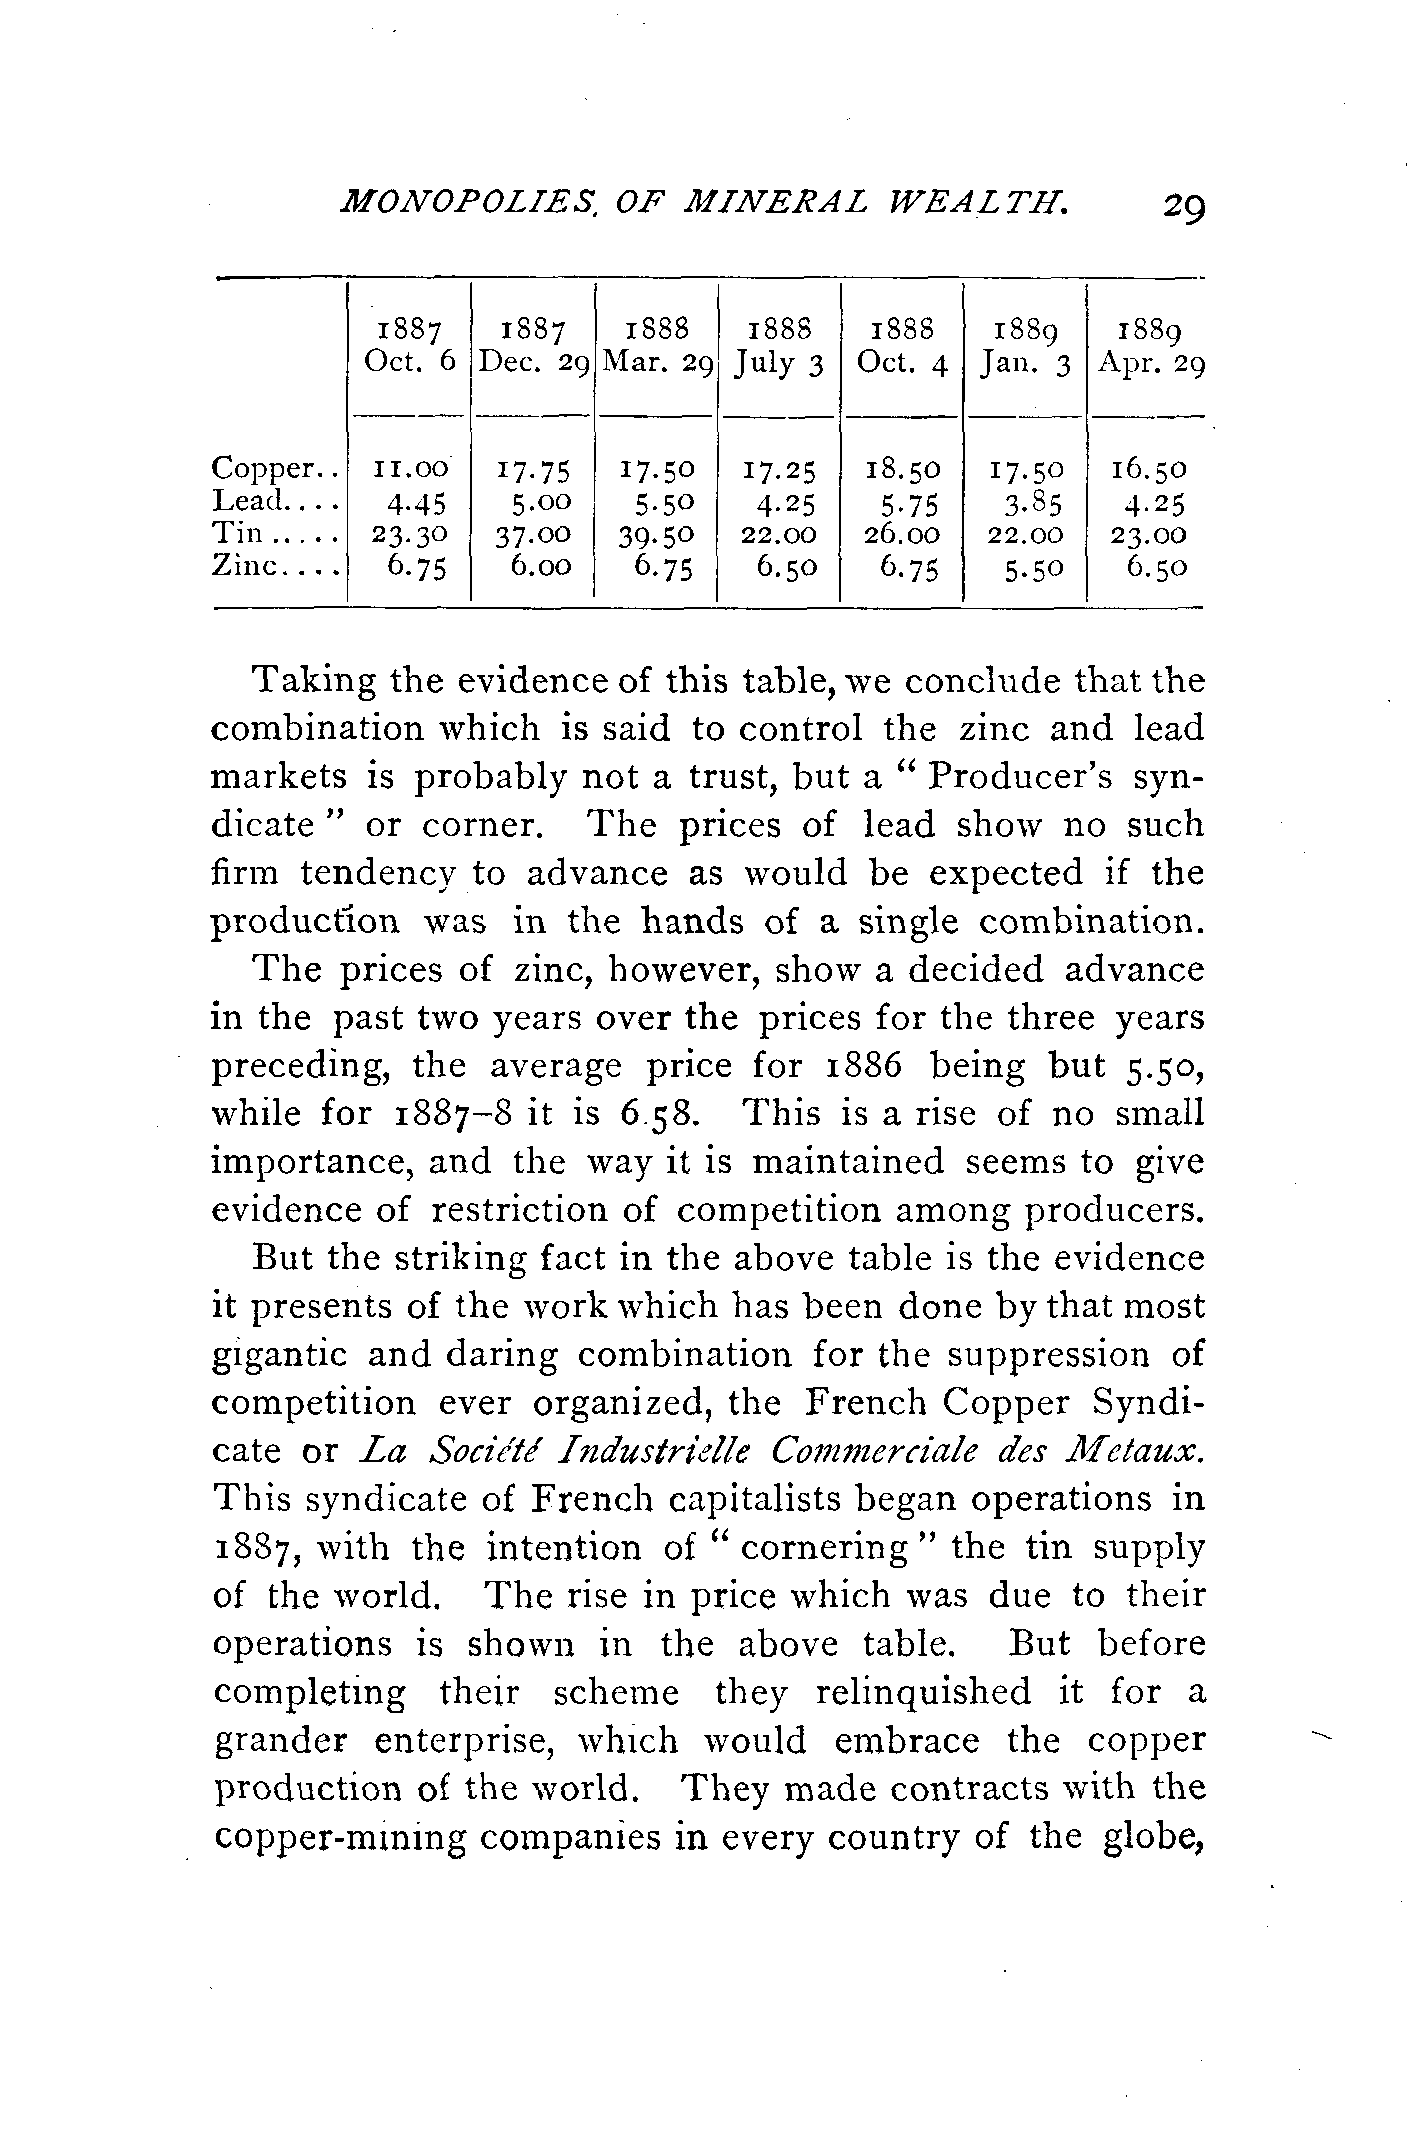 MONOPOLIES. OF MINERAL WEALTH. 29
1887 1887 1888 1888 1888 1889 1889
Oct. 6 Dec. 29 Mar. 29 July 3 Oct. 4 Jan. 3 Apr. 29
Copper.. 11.00 17.75 17.50 17.25 18.50 17.50 16.50
Lead.... 4.45 5.00 5.50 4.25 5.75 3.85 4.25
Tin ..... 23.30 37.00 39.50 22.00 26.00 22.00 23.00
Zinc.... 6.75 6.00 6.75 6.50 6.75 5.50 6.50
Taking the evidence of this table, we conclude that the
combination which is said to control the zinc and lead
markets is probably not a trust, but a “ Producer's syn-
dicate ” or corner. The prices of lead show no such
firm tendency to advance as would be expected if the
production was in the hands of a single combination.
The prices of zinc, however, show a decided advance
in the past two years over the prices for the three years
preceding, the average price for 1886 being but 5.50,
while for 1887–8 it is 6.58. This is a rise of no small
importance, and the way it is maintained seems to give
evidence of restriction of competition among producers.
But the striking fact in the above table is the evidence
it presents of the work which has been done by that most
gigantic and daring combination for the suppression of
competition ever organized, the French Copper Syndi-
cate or La Société Industrielle Commerciale des Metaux.
This syndicate of French capitalists began operations in
1887, with the intention of “ cornering ” the tin supply
of the world. The rise in price which was due to their
operations is shown in the above table. But before
completing their scheme they relinquished it for a
grander enterprise, which would embrace the copper
production of the world. They made contracts with the
copper-mining companies in every country of the globe,